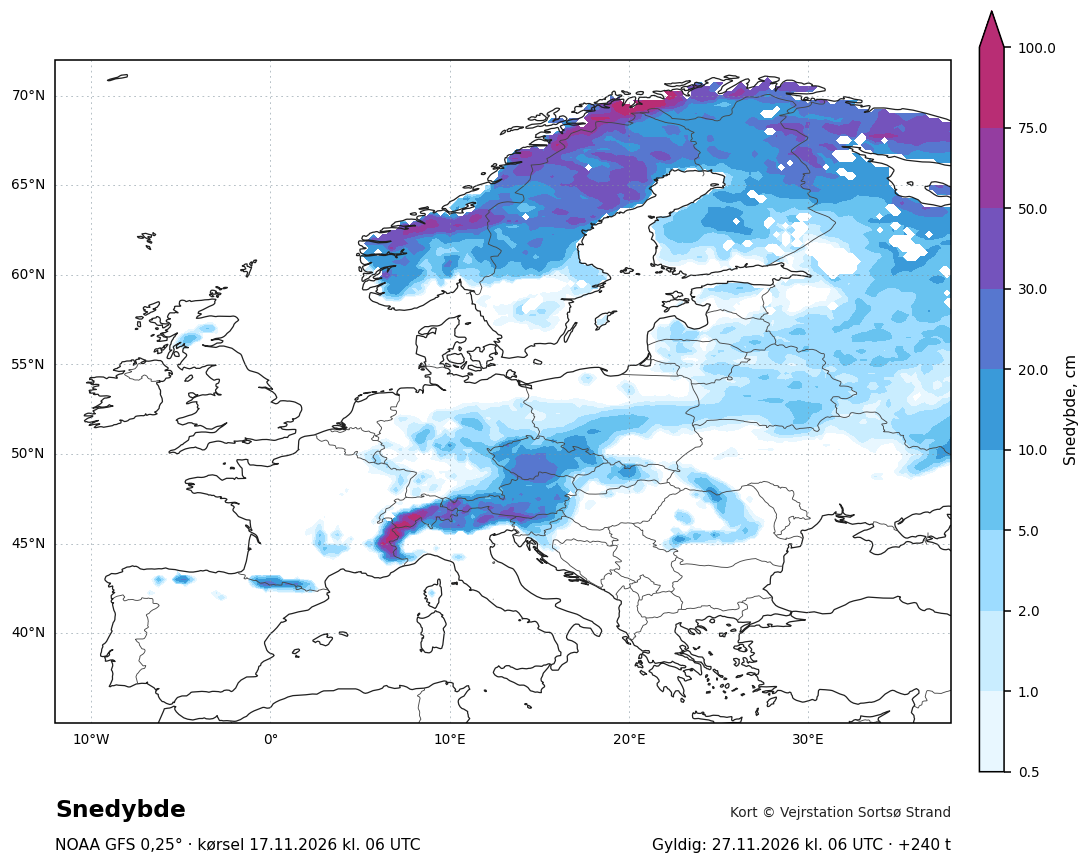 70°N
65°N
60°N
55°N
50°N
45°N
40°N
10°W
0°
10°E
20°E
30°E
100.0
75.0
50.0
30.0
20.0
10.0
5.0
2.0
1.0
0.5
Snedybde, cm
Snedybde
Kort © Vejrstation Sortsø Strand
NOAA GFS 0,25° · kørsel 17.11.2026 kl. 06 UTC
Gyldig: 27.11.2026 kl. 06 UTC · +240 t